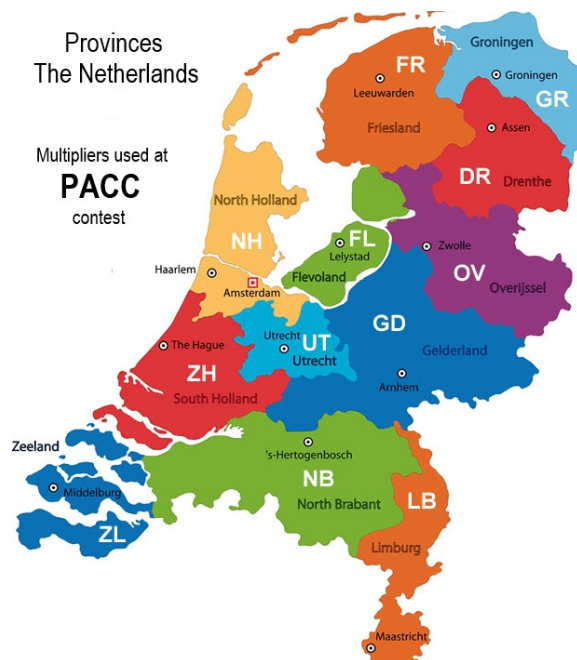 Provinces
The Netherlands
Multipliers used at
PACC
contest
Groningen
Groningen
GR
FR
Leeuwarden
Friesland
Assen
DR
Drenthe
North Holland
NH
FL
Lelystad
Flevoland
Zwolle
OV
Overijssel
Haarlem
Amsterdam
GD
Gelderland
Arnhem
Utrecht
UT
Utrecht
The Hague
ZH
South Holland
Zeeland
Middelburg
ZL
's-Hertogenbosch
NB
North Brabant
LB
Limburg
Maastricht